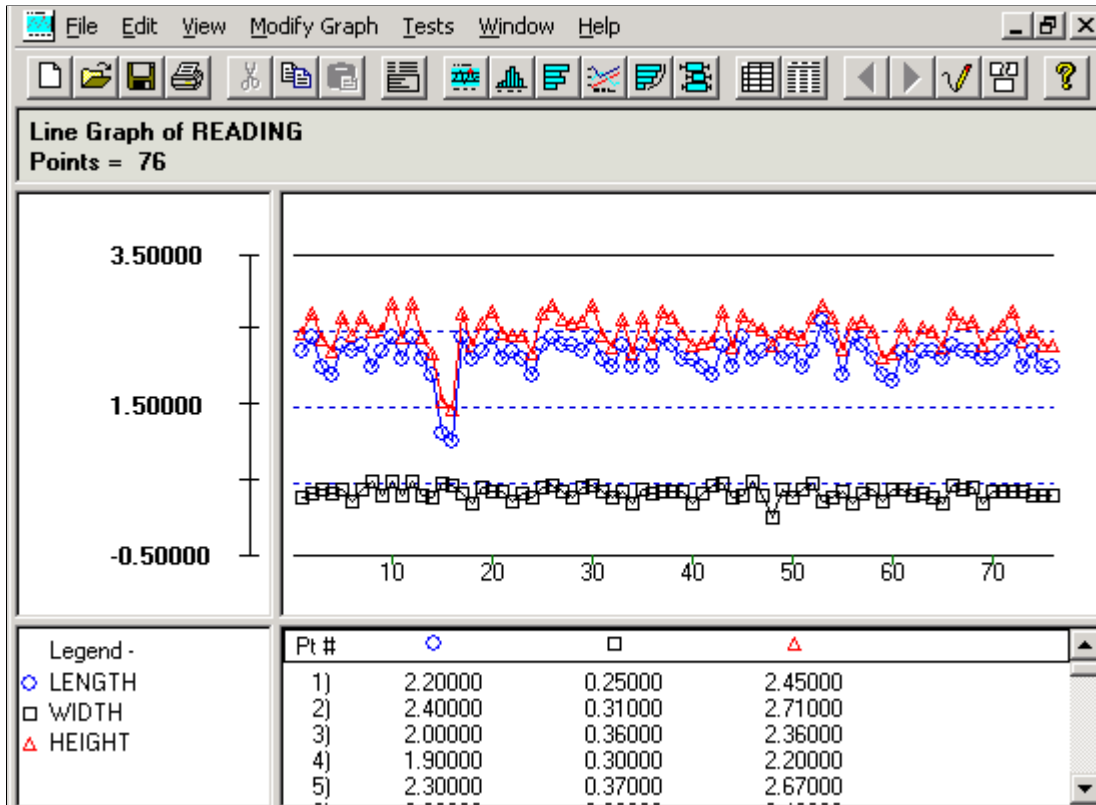 File Edit View Modify Graph Tests Window Help
Line Graph of READING
Points = 76
3.50000
1.50000
-0.50000
10 20 30 40 50 60 70
Legend -
LENGTH
WIDTH
HEIGHT
Pt #
1) 2.20000 0.25000 2.45000
2) 2.40000 0.31000 2.71000
3) 2.00000 0.36000 2.36000
4) 1.90000 0.30000 2.20000
5) 2.30000 0.37000 2.67000